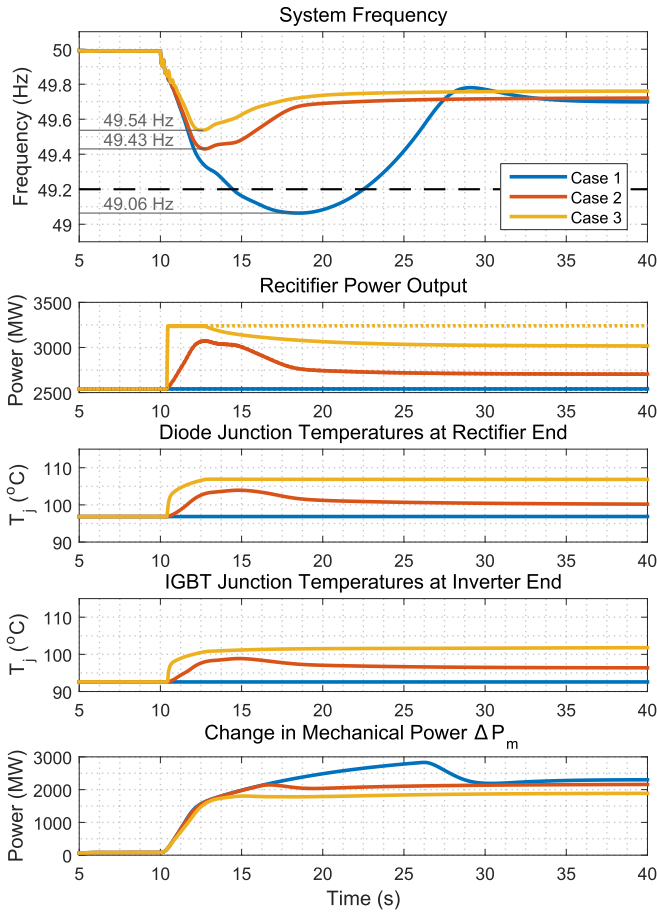 System Frequency
Frequency (Hz)
50
49.8
49.6
49.4
49.2
49
49.54 Hz
49.43 Hz
49.06 Hz
Case 1
Case 2
Case 3
5 10 15 20 25 30 35 40
Recitifier Power Output
Power (MW)
3500
3000
2500
5 10 15 20 25 30 35 40
Diode Junction Temperatures at Rectifier End
T_j (°C)
110
100
90
5 10 15 20 25 30 35 40
IGBT Junction Temperatures at Inverter End
T_j (°C)
110
100
90
5 10 15 20 25 30 35 40
Change in Mechanical Power Δ P_m
Power (MW)
3000
2000
1000
0
5 10 15 20 25 30 35 40
Time (s)